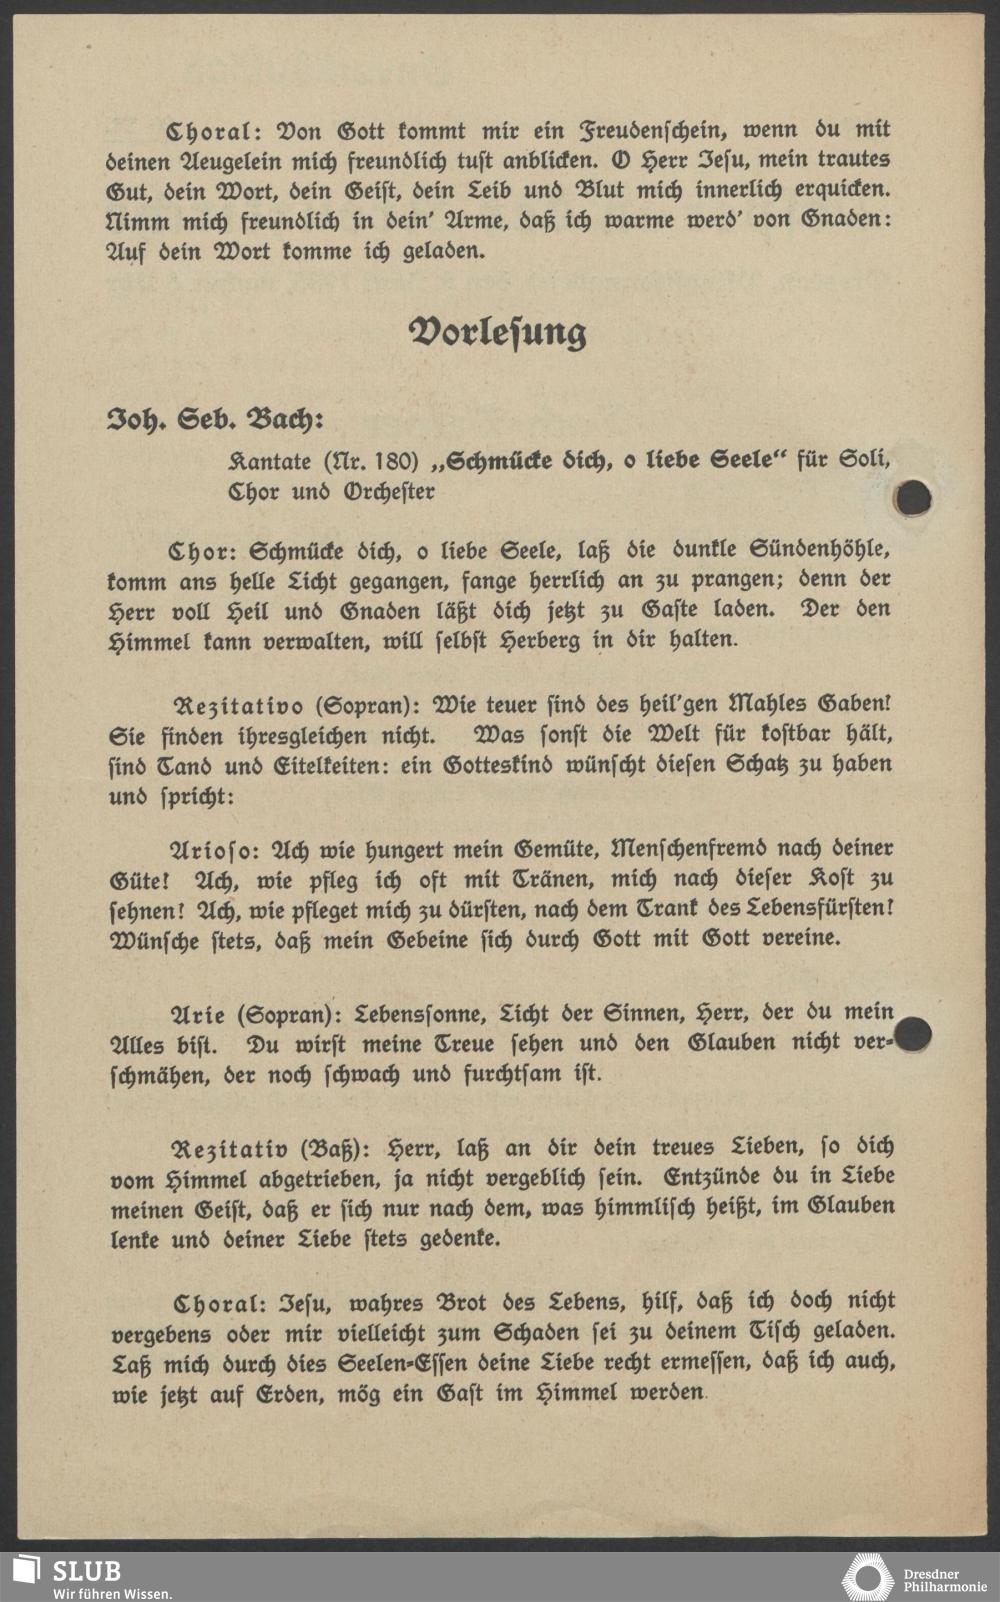 Choral: Von Gott kommt mir ein Freudenschein, wenn du mit
deinen Aeugelein mich freundlich tust anblicken. O Herr Jesu, mein trautes
Gut, dein Wort, dein Geist, dein Leib und Blut mich innerlich erquicken.
Nimm mich freundlich in dein' Arme, daß ich warme werd' von Gnaden:
Auf dein Wort komme ich geladen.
Vorlesung
Joh. Seb. Bach:
Kantate (Nr. 180) „Schmücke dich, o liebe Seele“ für Soli,
Chor und Orchester
Chor: Schmücke dich, o liebe Seele, laß die dunkle Sündenhöhle,
komm ans helle Licht gegangen, fange herrlich an zu prangen; denn der
Herr voll Heil und Gnaden läßt dich jetzt zu Gaste laden. Der den
Himmel kann verwalten, will selbst Herberg in dir halten.
Rezitativo (Sopran): Wie teuer sind des heil'gen Mahles Gaben!
Sie finden ihresgleichen nicht. Was sonst die Welt für kostbar hält,
sind Tand und Eitelkeiten: ein Gotteskind wünscht diesen Schatz zu haben
und spricht:
Arioso: Ach wie hungert mein Gemüte, Menschenfremd nach deiner
Güte! Ach, wie pfleg ich oft mit Tränen, mich nach dieser Kost zu
sehnen! Ach, wie pfleget mich zu dürsten, nach dem Trank des Lebensfürsten!
Wünsche stets, daß mein Gebeine sich durch Gott mit Gott vereine.
Arie (Sopran): Lebenssonne, Licht der Sinnen, Herr, der du mein
Alles bist. Du wirst meine Treue sehen und den Glauben nicht ver-
schmähen, der noch schwach und furchtsam ist.
Rezitativ (Baß): Herr, laß an dir dein treues Lieben, so dich
vom Himmel abgetrieben, ja nicht vergeblich sein. Entzünde du in Liebe
meinen Geist, daß er sich nur nach dem, was himmlisch heißt, im Glauben
lenke und deiner Liebe stets gedenke.
Choral: Jesu, wahres Brot des Lebens, hilf, daß ich doch nicht
vergebens oder mir vielleicht zum Schaden sei zu deinem Tisch geladen.
Laß mich durch dies Seelen-Essen deine Liebe recht ermessen, daß ich auch,
wie jetzt auf Erden, mög ein Gast im Himmel werden.
SLUB
Wir führen Wissen.
Dresdner
Philharmonie